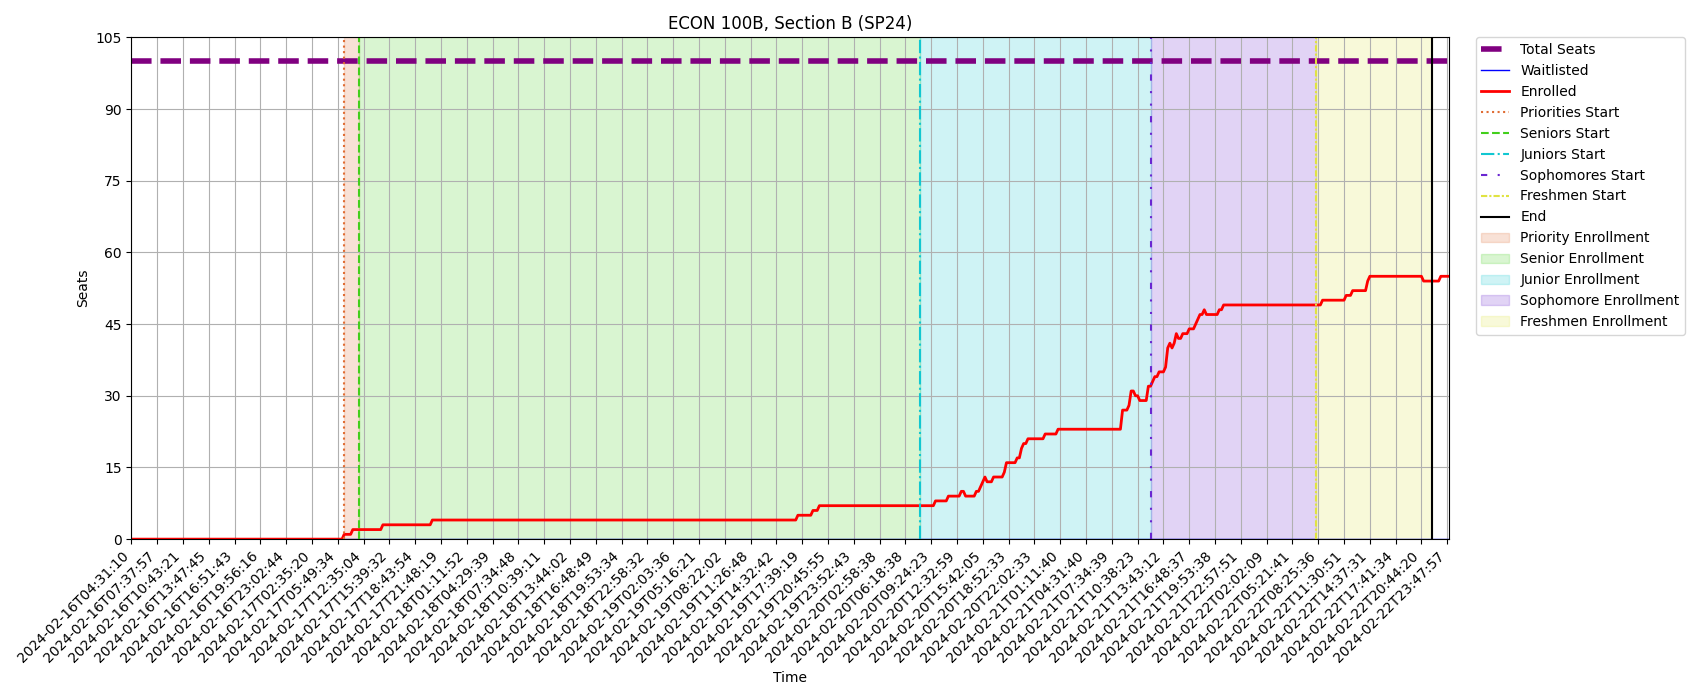 ECON 100B, Section B (SP24)
Seats
105
90
75
60
45
30
15
0
2024-02-16T04:31:10
2024-02-16T07:37:57
2024-02-16T10:43:21
2024-02-16T13:47:45
2024-02-16T16:51:43
2024-02-16T19:56:16
2024-02-16T23:02:44
2024-02-17T02:35:20
2024-02-17T05:49:34
2024-02-17T12:35:04
2024-02-17T15:39:32
2024-02-17T18:43:54
2024-02-17T21:48:19
2024-02-18T01:11:52
2024-02-18T04:29:39
2024-02-18T07:34:48
2024-02-18T10:39:11
2024-02-18T13:44:02
2024-02-18T16:48:49
2024-02-18T19:53:34
2024-02-18T22:58:32
2024-02-19T02:03:36
2024-02-19T05:16:21
2024-02-19T08:22:02
2024-02-19T11:26:48
2024-02-19T14:32:42
2024-02-19T17:39:19
2024-02-19T20:45:55
2024-02-19T23:52:43
2024-02-20T02:58:38
2024-02-20T06:18:38
2024-02-20T09:24:23
2024-02-20T12:32:59
2024-02-20T15:42:05
2024-02-20T18:52:33
2024-02-20T22:02:33
2024-02-21T01:11:40
2024-02-21T04:31:40
2024-02-21T07:34:39
2024-02-21T10:38:23
2024-02-21T13:43:12
2024-02-21T16:48:37
2024-02-21T19:53:38
2024-02-21T22:57:51
2024-02-22T02:02:09
2024-02-22T05:21:41
2024-02-22T08:25:36
2024-02-22T11:30:51
2024-02-22T14:37:31
2024-02-22T17:41:34
2024-02-22T20:44:20
2024-02-22T23:47:57
Time
Total Seats
Waitlisted
Enrolled
Priorities Start
Seniors Start
Juniors Start
Sophomores Start
Freshmen Start
End
Priority Enrollment
Senior Enrollment
Junior Enrollment
Sophomore Enrollment
Freshmen Enrollment